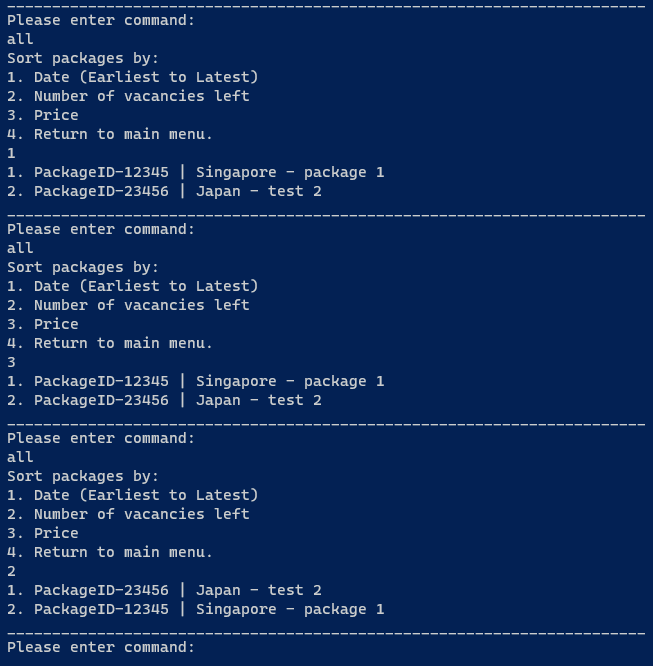 Please enter command:
all
Sort packages by:
1. Date (Earliest to Latest)
2. Number of vacancies left
3. Price
4. Return to main menu.
1
1. PackageID-12345 | Singapore - package 1
2. PackageID-23456 | Japan - test 2
_______________________________________________________________________
Please enter command:
all
Sort packages by:
1. Date (Earliest to Latest)
2. Number of vacancies left
3. Price
4. Return to main menu.
3
1. PackageID-12345 | Singapore - package 1
2. PackageID-23456 | Japan - test 2
_______________________________________________________________________
Please enter command:
all
Sort packages by:
1. Date (Earliest to Latest)
2. Number of vacancies left
3. Price
4. Return to main menu.
2
1. PackageID-23456 | Japan - test 2
2. PackageID-12345 | Singapore - package 1
_______________________________________________________________________
Please enter command: